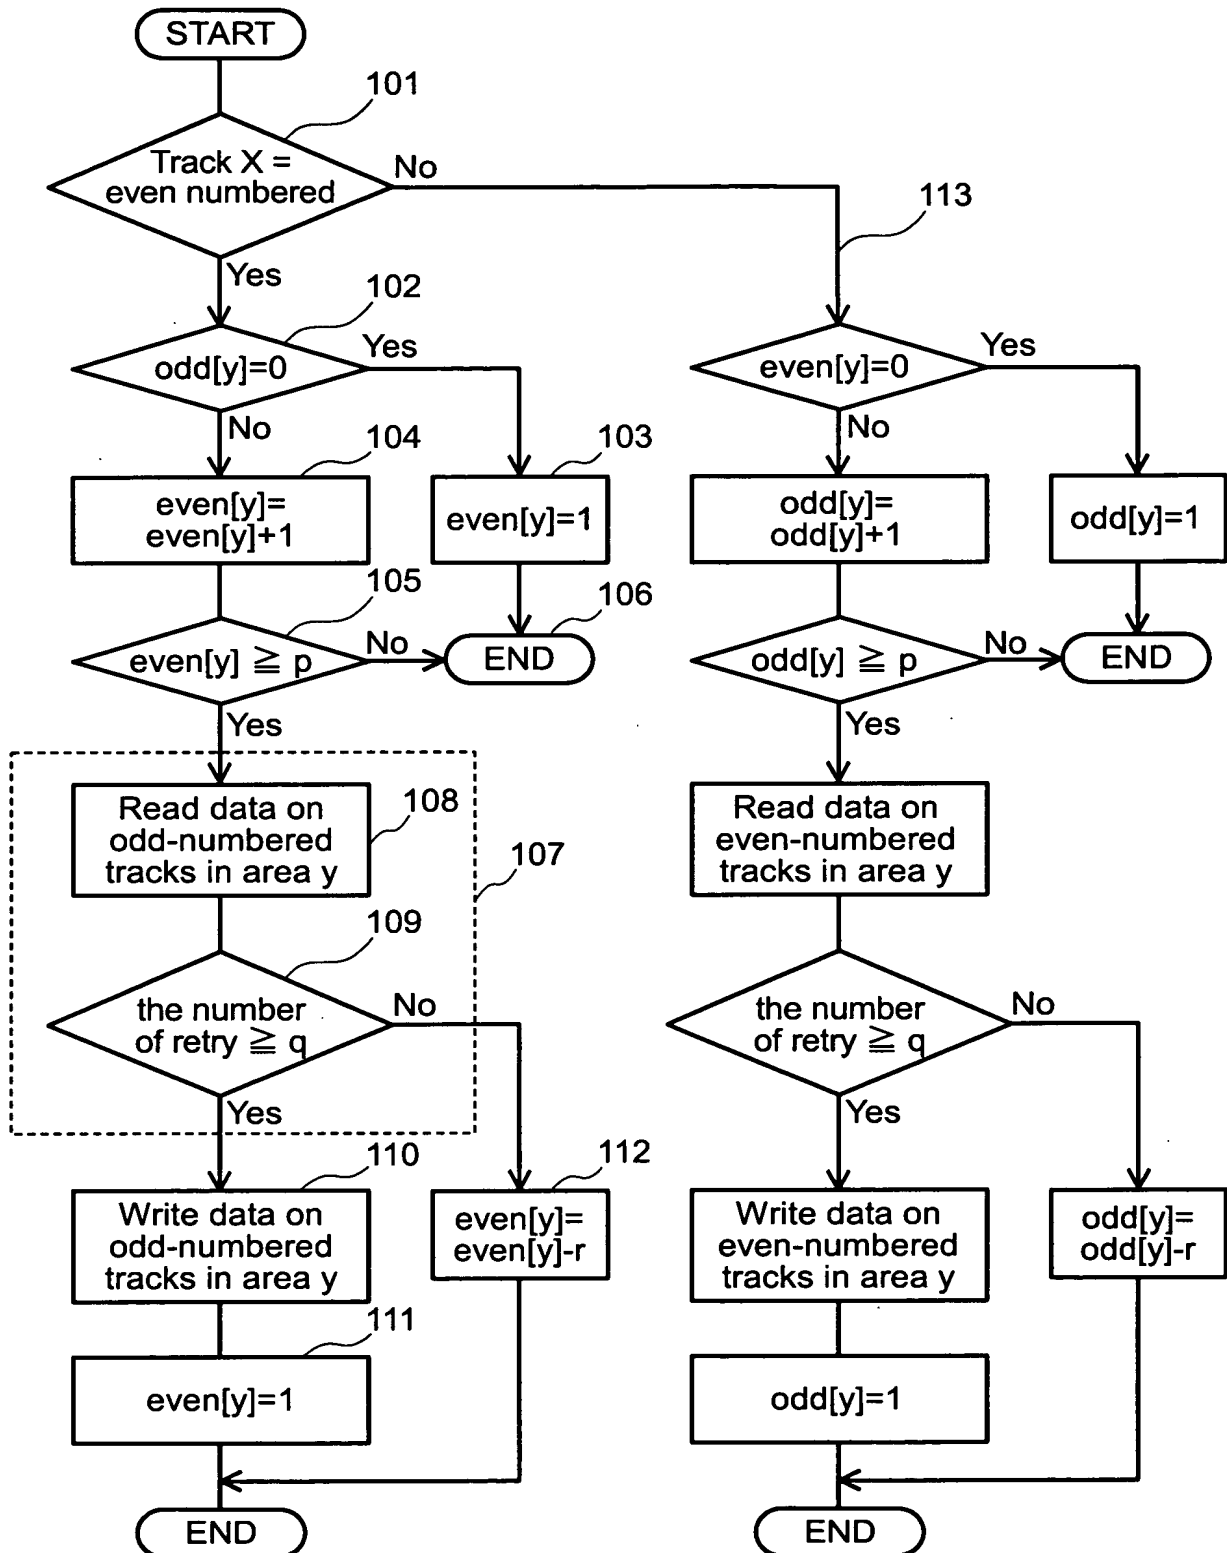 START
101
Track X =
even numbered
No
113
Yes
102
odd[y]=0
Yes
even[y]=0
Yes
No
No
104
103
even[y]=
even[y]+1
even[y]=1
odd[y]=
odd[y]+1
odd[y]=1
105
106
even[y] ≧ p
No
END
odd[y] ≧ p
No
END
Yes
Yes
Read data on
odd-numbered
tracks in area y
108
107
Read data on
even-numbered
tracks in area y
109
the number
of retry ≧ q
No
the number
of retry ≧ q
No
Yes
Yes
110
112
Write data on
odd-numbered
tracks in area y
even[y]=
even[y]-r
Write data on
even-numbered
tracks in area y
odd[y]=
odd[y]-r
111
even[y]=1
odd[y]=1
END
END